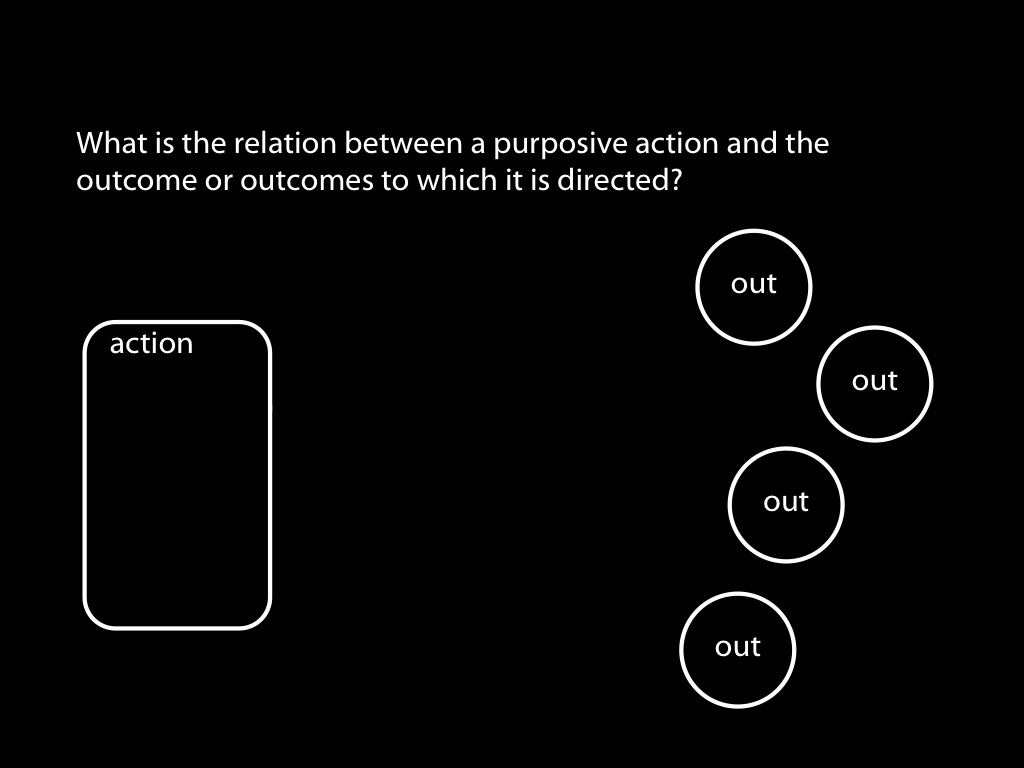 What is the relation between a purposive action and the
outcome or outcomes to which it is directed?
out
action
out
out
out